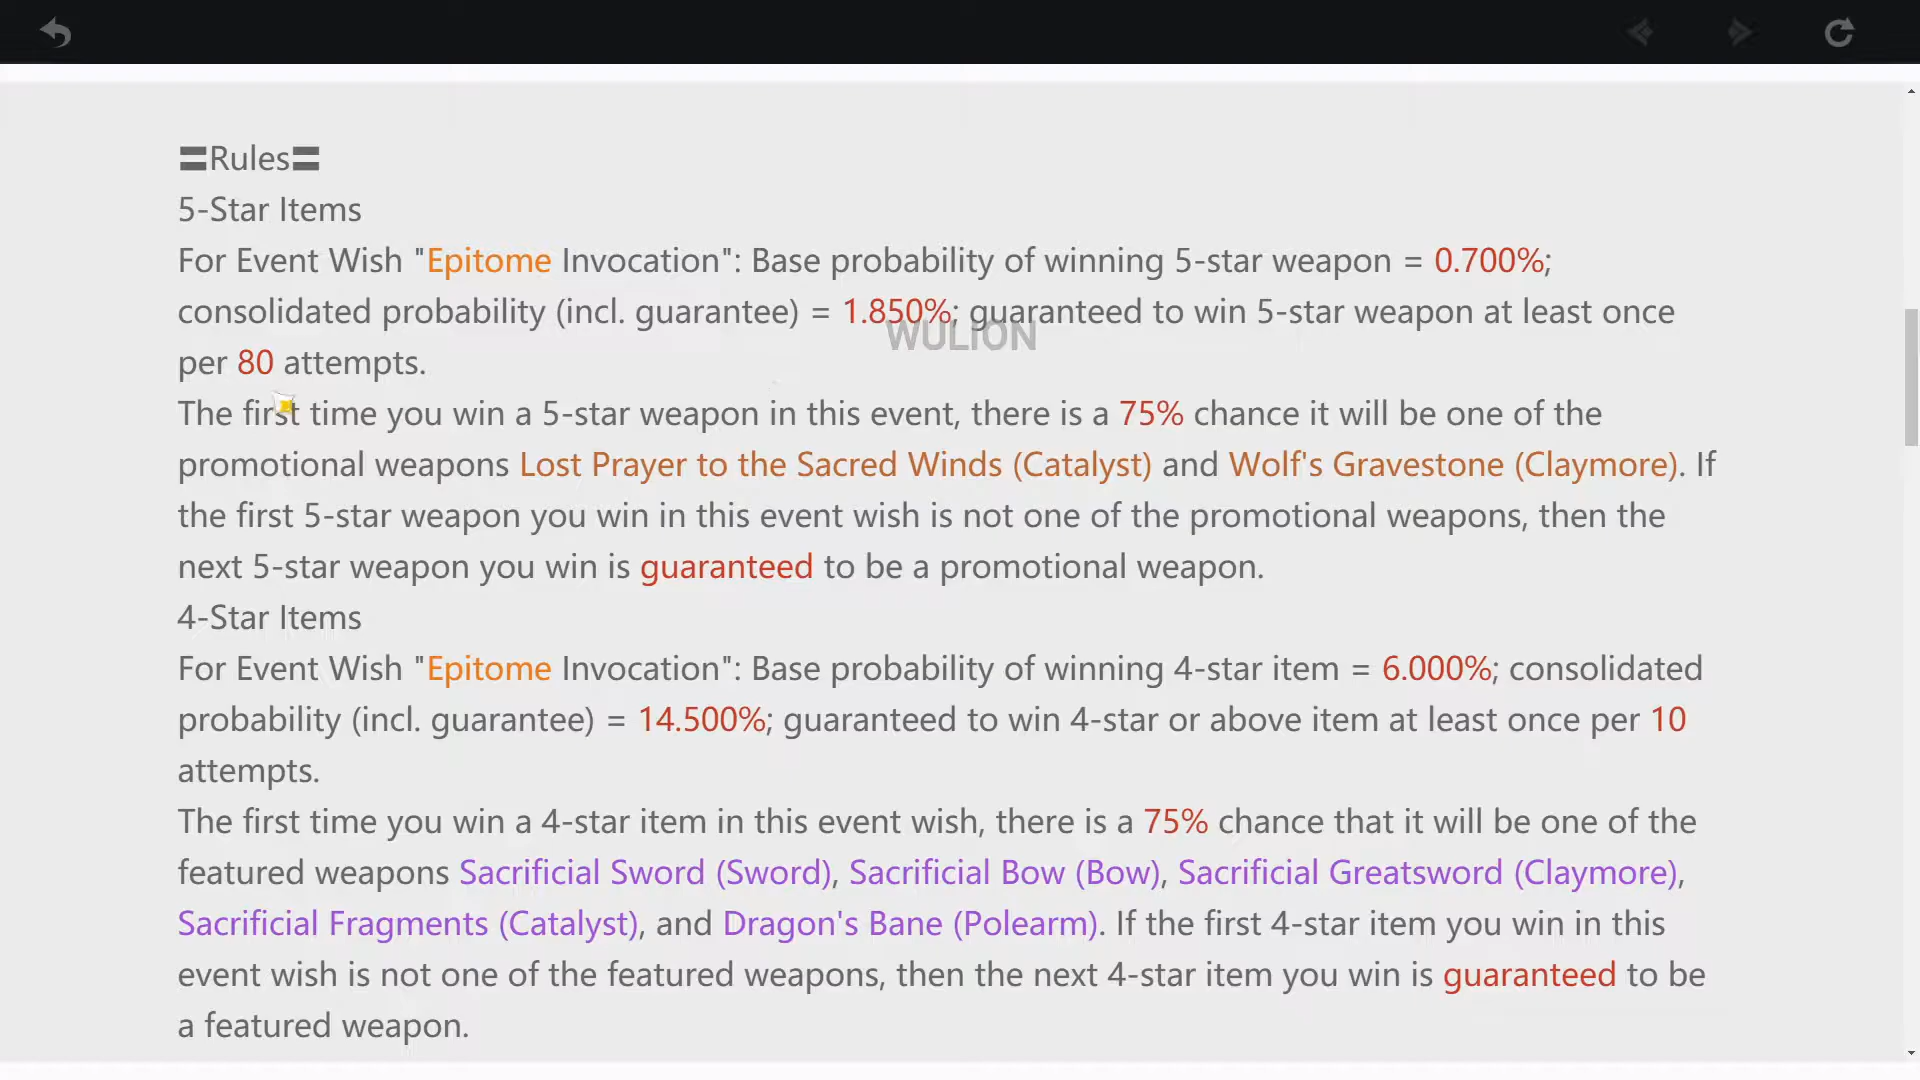 〓Rules〓
5-Star Items
For Event Wish "Epitome Invocation": Base probability of winning 5-star weapon = 0.700%;
consolidated probability (incl. guarantee) = 1.850%; guaranteed to win 5-star weapon at least once
WULION
per 80 attempts.
The first time you win a 5-star weapon in this event, there is a 75% chance it will be one of the
promotional weapons Lost Prayer to the Sacred Winds (Catalyst) and Wolf's Gravestone (Claymore). If
the first 5-star weapon you win in this event wish is not one of the promotional weapons, then the
next 5-star weapon you win is guaranteed to be a promotional weapon.
4-Star Items
For Event Wish "Epitome Invocation": Base probability of winning 4-star item = 6.000%; consolidated
probability (incl. guarantee) = 14.500%; guaranteed to win 4-star or above item at least once per 10
attempts.
The first time you win a 4-star item in this event wish, there is a 75% chance that it will be one of the
featured weapons Sacrificial Sword (Sword), Sacrificial Bow (Bow), Sacrificial Greatsword (Claymore),
Sacrificial Fragments (Catalyst), and Dragon's Bane (Polearm). If the first 4-star item you win in this
event wish is not one of the featured weapons, then the next 4-star item you win is guaranteed to be
a featured weapon.